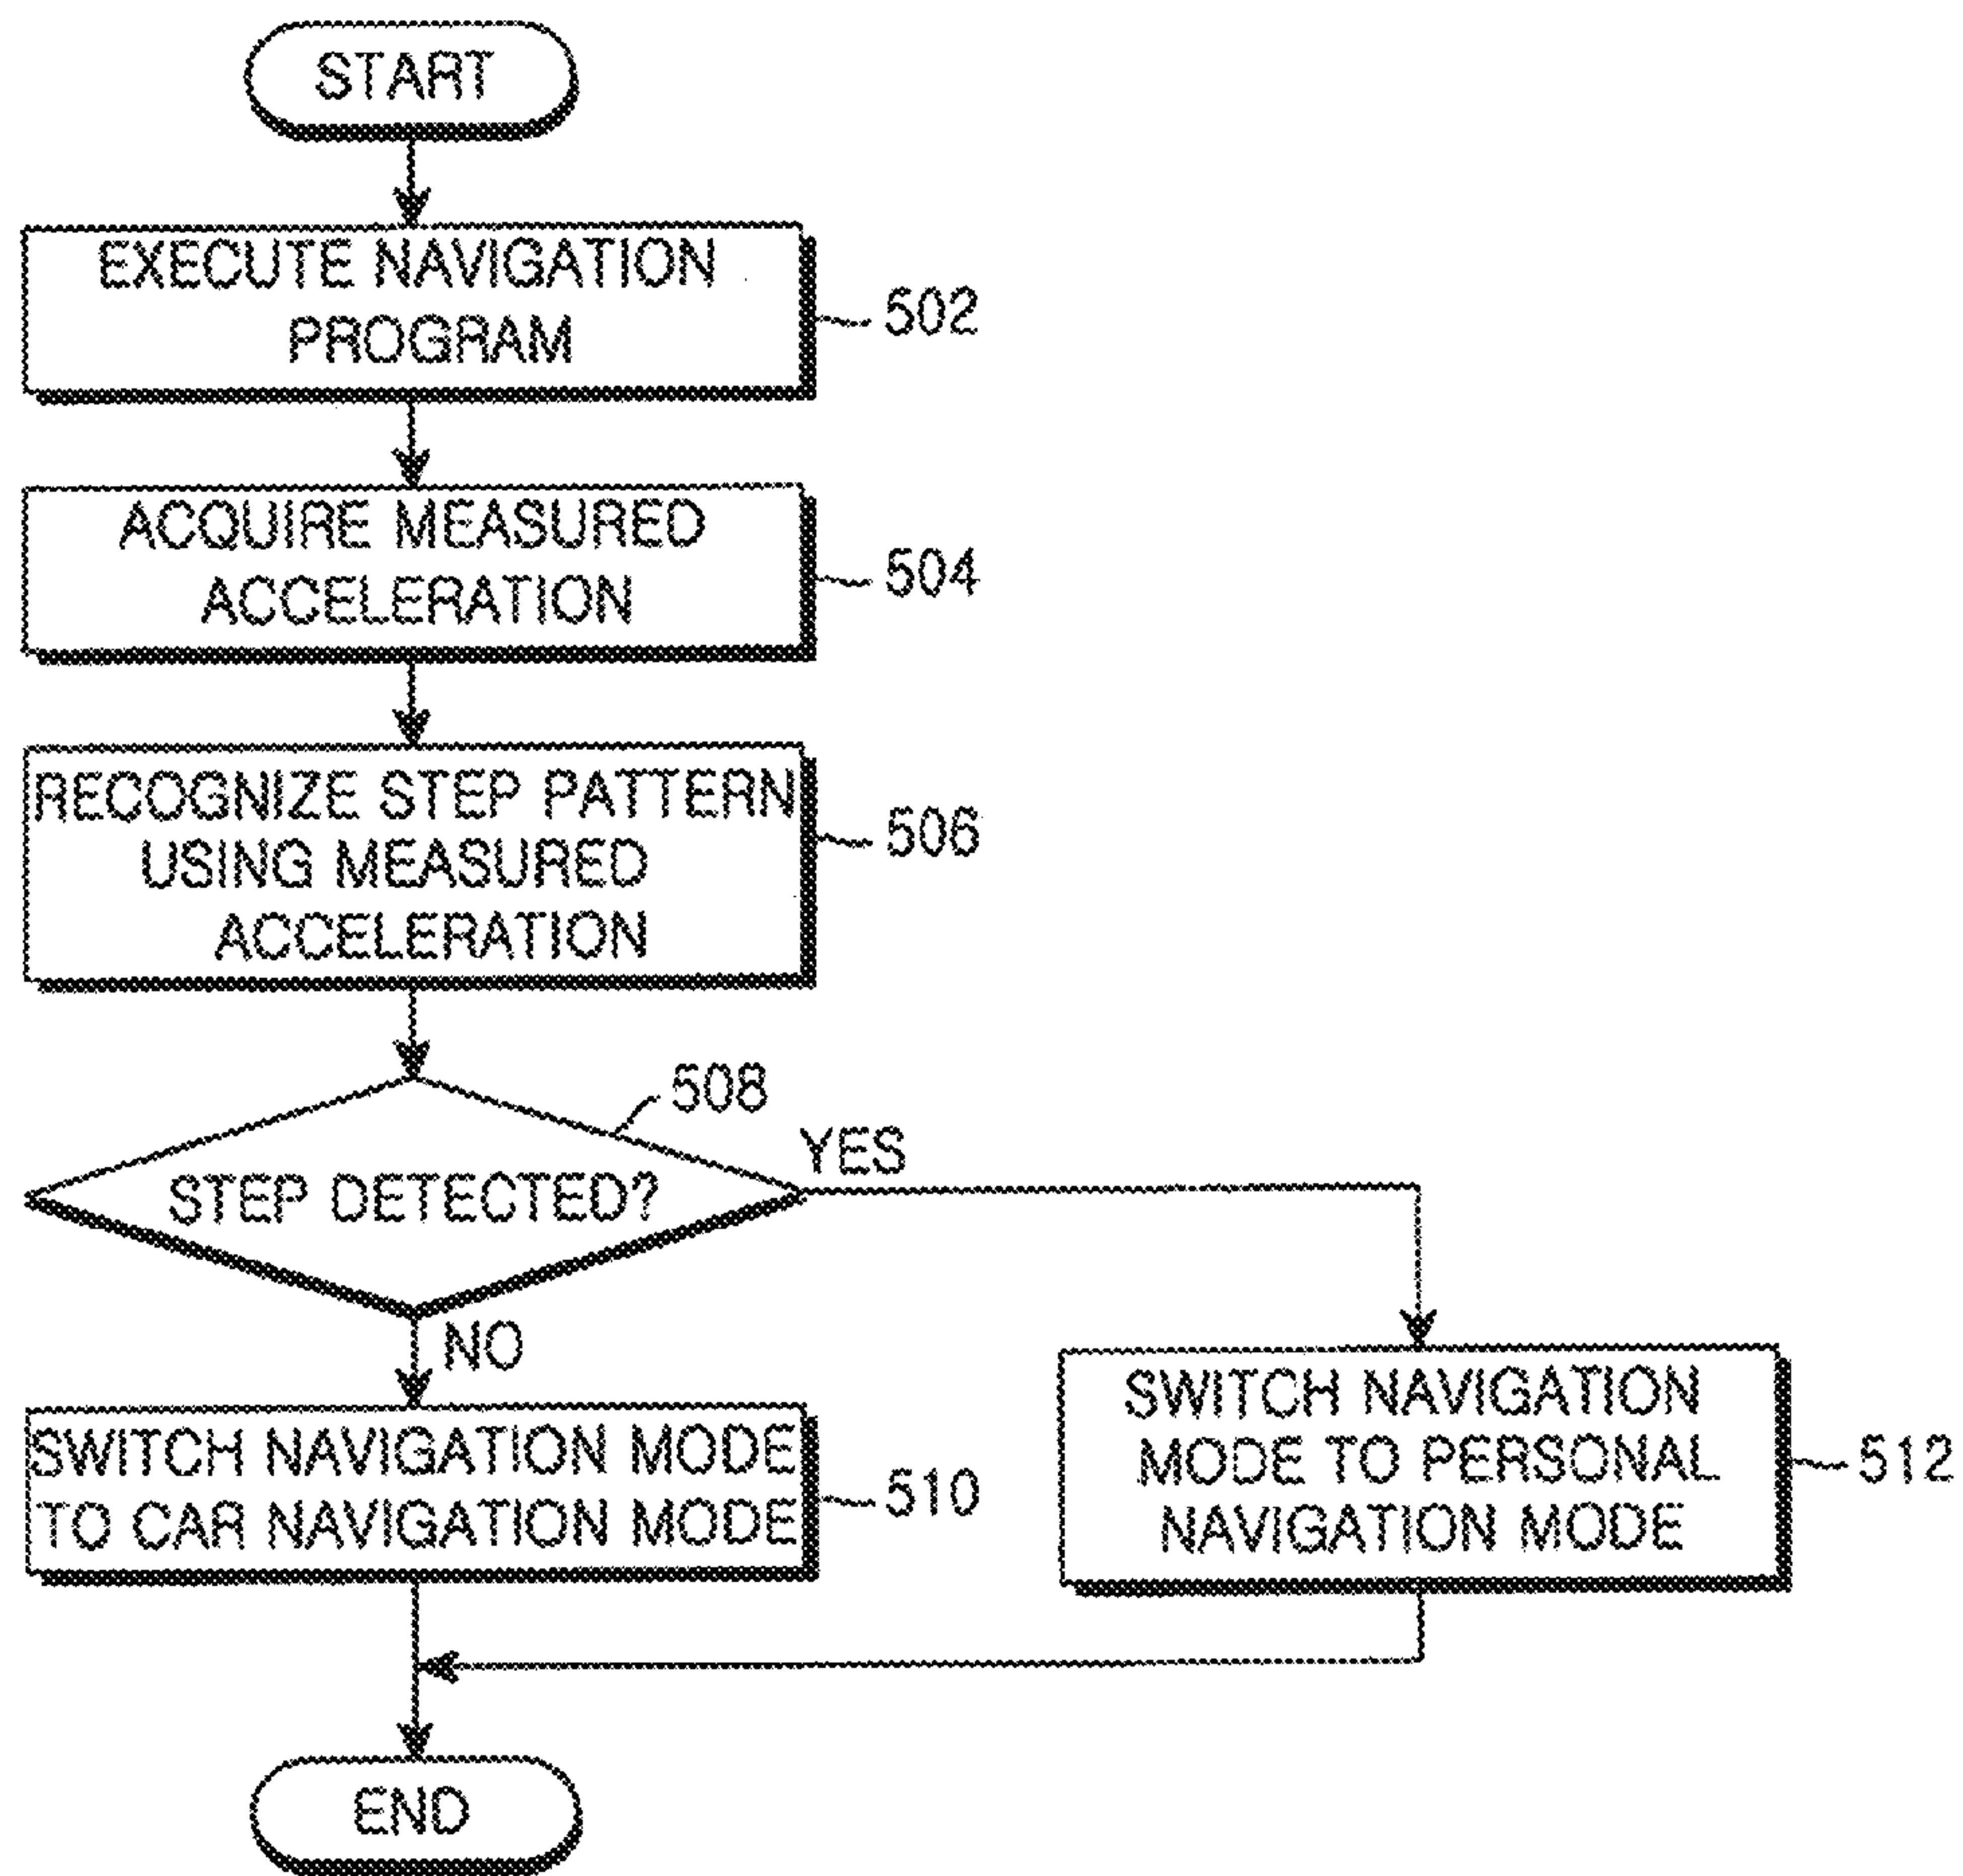 START
EXECUTE NAVIGATION
PROGRAM
502
ACQUIRE MEASURED
ACCELERATION
504
RECOGNIZE STEP PATTERN
USING MEASURED
ACCELERATION
506
508
STEP DETECTED?
YES
NO
SWITCH NAVIGATION MODE
TO CAR NAVIGATION MODE
510
SWITCH NAVIGATION
MODE TO PERSONAL
NAVIGATION MODE
512
END